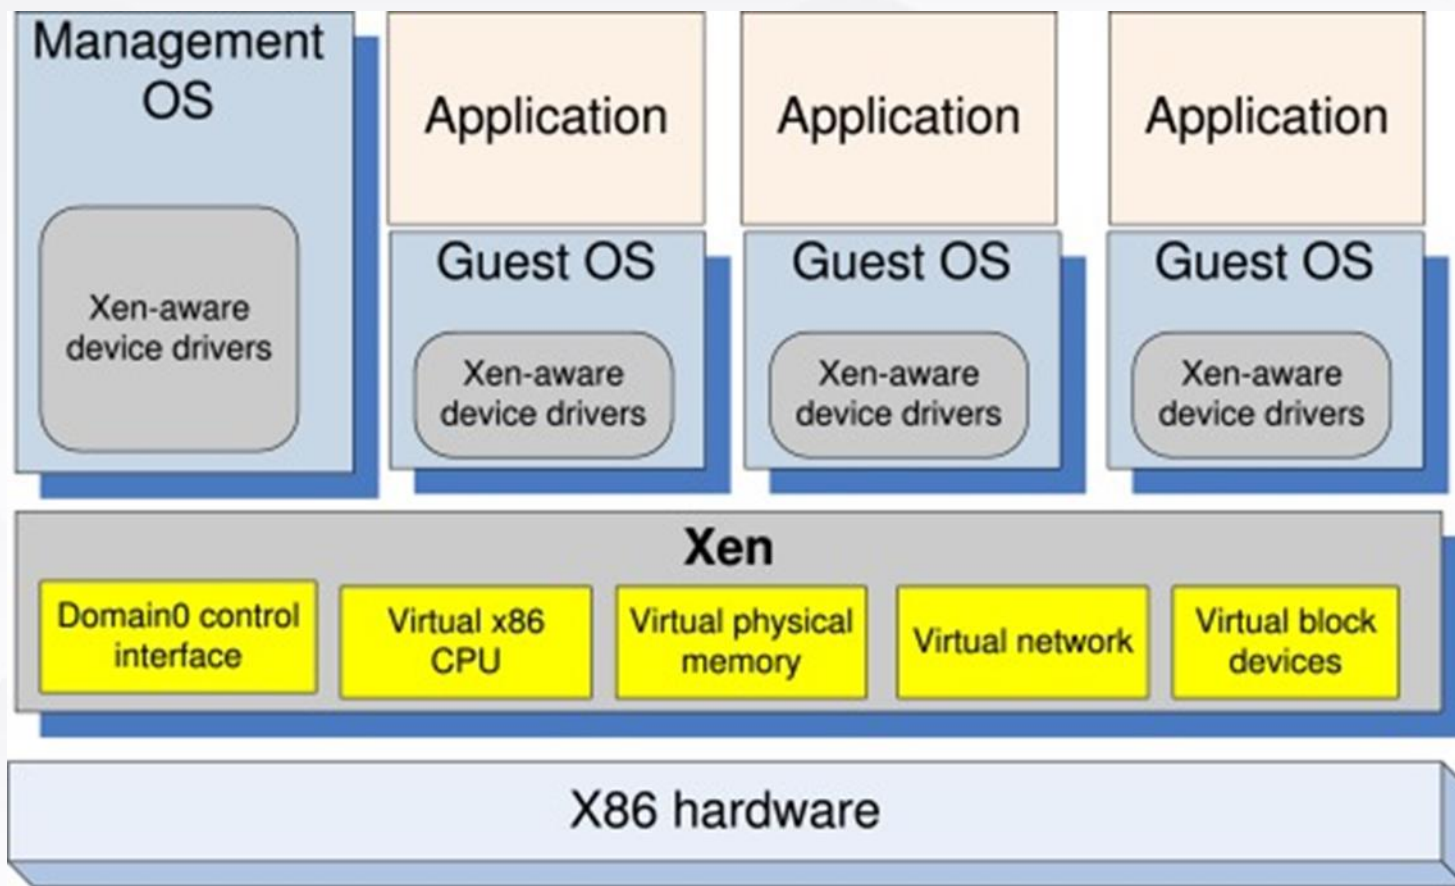 Management
OS
Xen-aware
device drivers
Application
Guest OS
Xen-aware
device drivers
Application
Guest OS
Xen-aware
device drivers
Application
Guest OS
Xen-aware
device drivers
Xen
Domain0 control
interface
Virtual x86
CPU
Virtual physical
memory
Virtual network
Virtual block
devices
X86 hardware